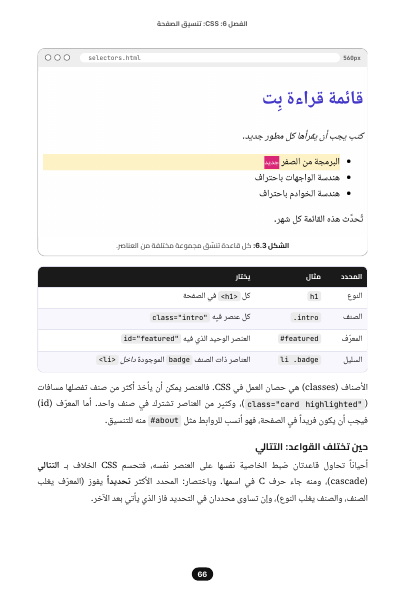 الفصل 6: CSS: تنسيق الصفحة
selectors.html
560px
قائمة قراءة بِت
كتب يجب أن يقرأها كل مطور جديد.
• البرمجة من الصفر جديد
• هندسة الواجهات باحتراف
• هندسة الخوادم باحتراف
تُحدَّث هذه القائمة كل شهر.
الشكل 6.3: كل قاعدة تنسّق مجموعة مختلفة من العناصر.
المحدد مثال يختار
النوع h1 كل <h1> في الصفحة
الصنف .intro كل عنصر فيه class="intro"
المعرّف #featured العنصر الوحيد الذي فيه id="featured"
السليل li .badge العناصر ذات الصنف badge الموجودة داخل <li>
الأصناف (classes) هي حصان العمل في CSS. فالعنصر يمكن أن يأخذ أكثر من صنف تفصلها مسافات
(class="card highlighted")، وكثير من العناصر تشترك في صنف واحد. أما المعرّف (id)
فيجب أن يكون فريداً في الصفحة، فهو أنسب للروابط مثل #about منه للتنسيق.
حين تختلف القواعد: التتالي
أحياناً تحاول قاعدتان ضبط الخاصية نفسها على العنصر نفسه، فتحسم CSS الخلاف بـ التتالي
(cascade)، ومنه جاء حرف C في اسمها. وباختصار: المحدد الأكثر تحديداً يفوز (المعرّف يغلب
الصنف، والصنف يغلب النوع)، وإن تساوى محددان في التحديد فاز الذي يأتي بعد الآخر.
66